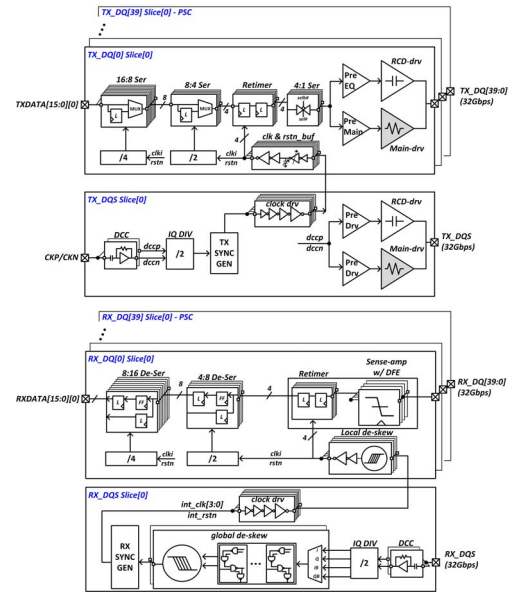 TX_DQ[39] Slice[0] - PSC
TX_DQ[0] Slice[0]
16:8 Ser
8:4 Ser
Retimer
4:1 Ser
Pre
EQ
RCD-drv
TXDATA[15:0][0]
MUX
L
8
MUX
L
4
L
L
4
Pre
Main
Main-drv
TX_DQ[39:0]
(32Gbps)
4
clk & rstn_buf
/4
clki
rstn
/2
clki
rstn
TX_DQS Slice[0]
clock drv
RCD-drv
DCC
IQ DIV
dccp
dccn
/2
TX
SYNC
GEN
dccp
dccn
Pre
Drv
Pre
Drv
Main-drv
CKP/CKN
TX_DQS
(32Gbps)
RX_DQ[39] Slice[0] - PSC
RX_DQ[0] Slice[0]
8:16 De-Ser
4:8 De-Ser
Retimer
Sense-amp
w/ DFE
RXDATA[15:0][0]
L
FF
L
8
L
FF
L
4
L
L
RX_DQ[39:0]
(32Gbps)
4
Local de-skew
/4
clki
rstn
/2
clki
rstn
RX_DQS Slice[0]
int_clk[3:0]
int_rstn
clock drv
RX
SYNC
GEN
global de-skew
I
Q
IB
QB
IQ DIV
/2
DCC
RX_DQS
(32Gbps)